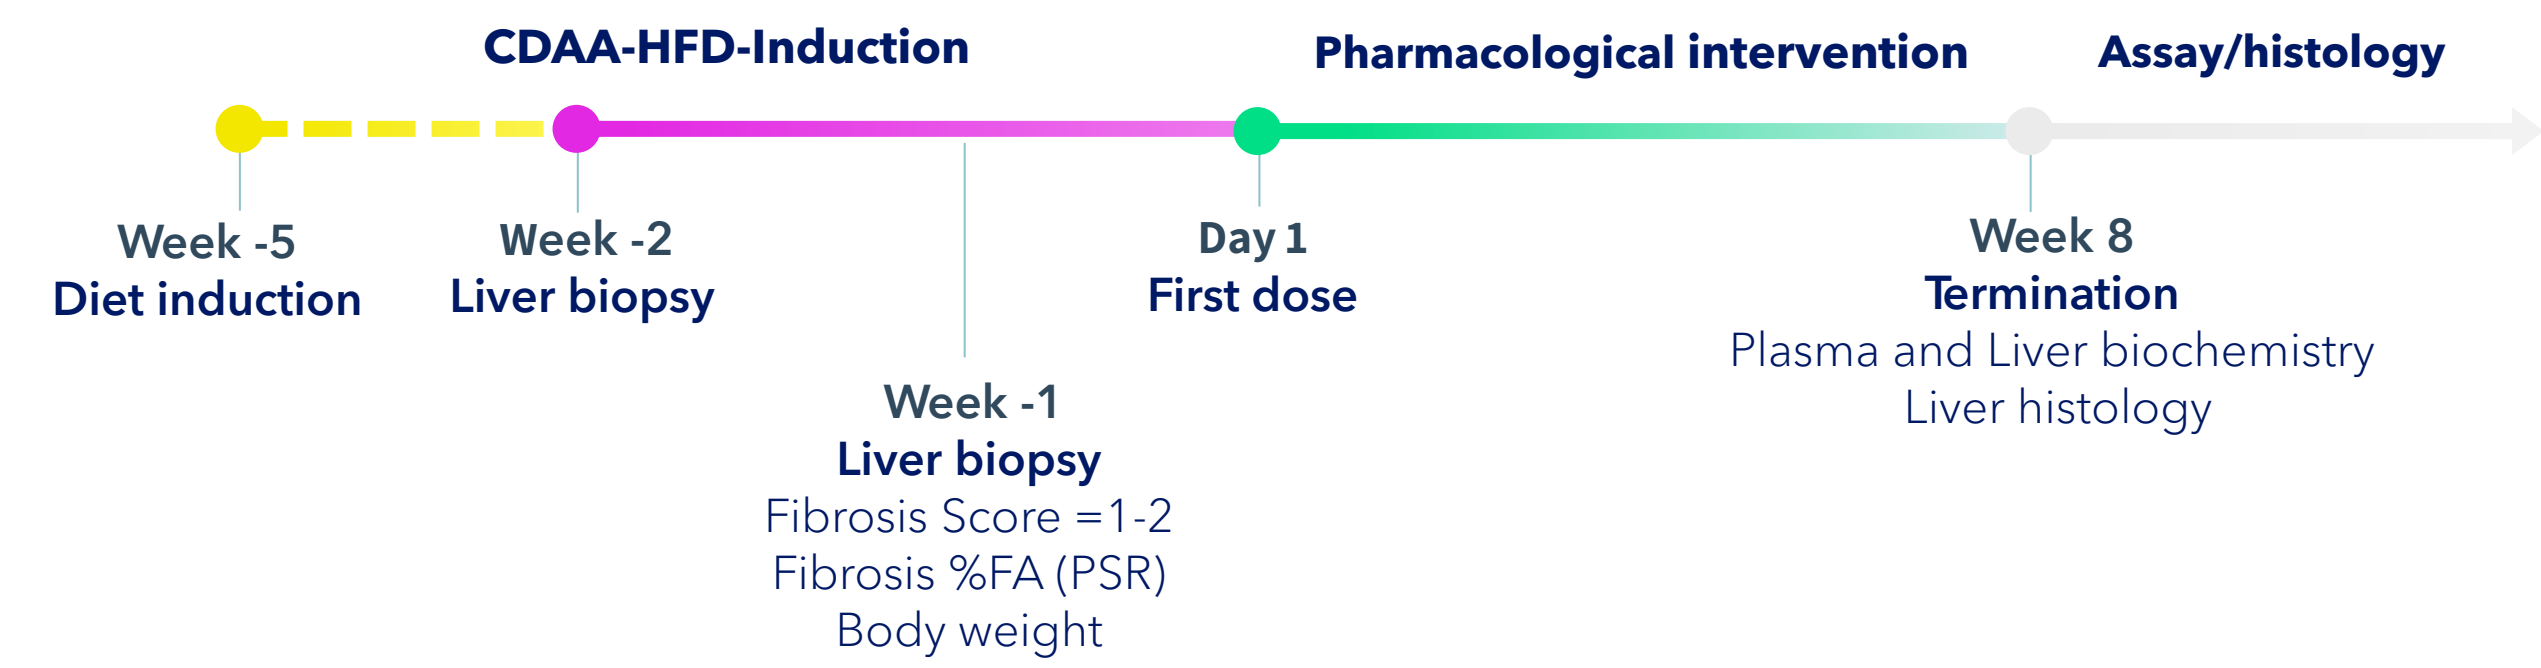 CDAA-HFD-Induction
Pharmacological intervention
Assay/histology
Week -5
Diet induction
Week -2
Liver biopsy
Week -1
Liver biopsy
Fibrosis Score =1-2
Fibrosis %FA (PSR)
Body weight
Day 1
First dose
Week 8
Termination
Plasma and Liver biochemistry
Liver histology